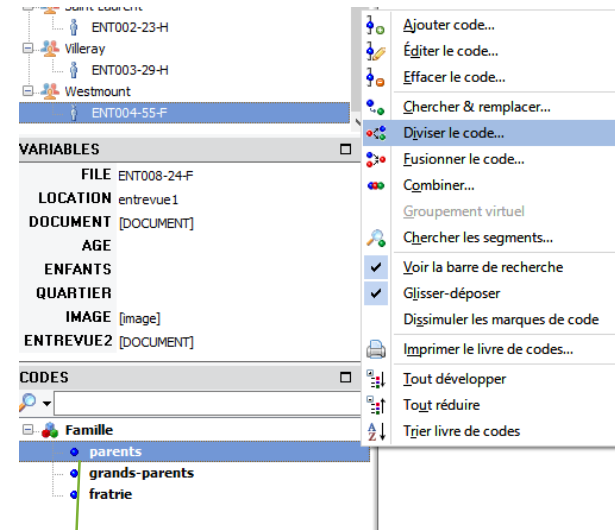 Saint Laurent
ENT002-23-H
Villeray
ENT003-29-H
Westmount
ENT004-55-F
VARIABLES
FILE ENT008-24-F
LOCATION entrevue1
DOCUMENT [DOCUMENT]
AGE
ENFANTS
QUARTIER
IMAGE [image]
ENTREVUE2 [DOCUMENT]
CODES
Famille
parents
grands-parents
fratrie
Ajouter code...
Éditer le code...
Effacer le code...
Chercher & remplacer...
Diviser le code...
Fusionner le code...
Combiner...
Groupement virtuel
Chercher les segments...
Voir la barre de recherche
Glisser-déposer
Dissimuler les marques de code
Imprimer le livre de codes...
Tout développer
Tout réduire
Trier livre de codes